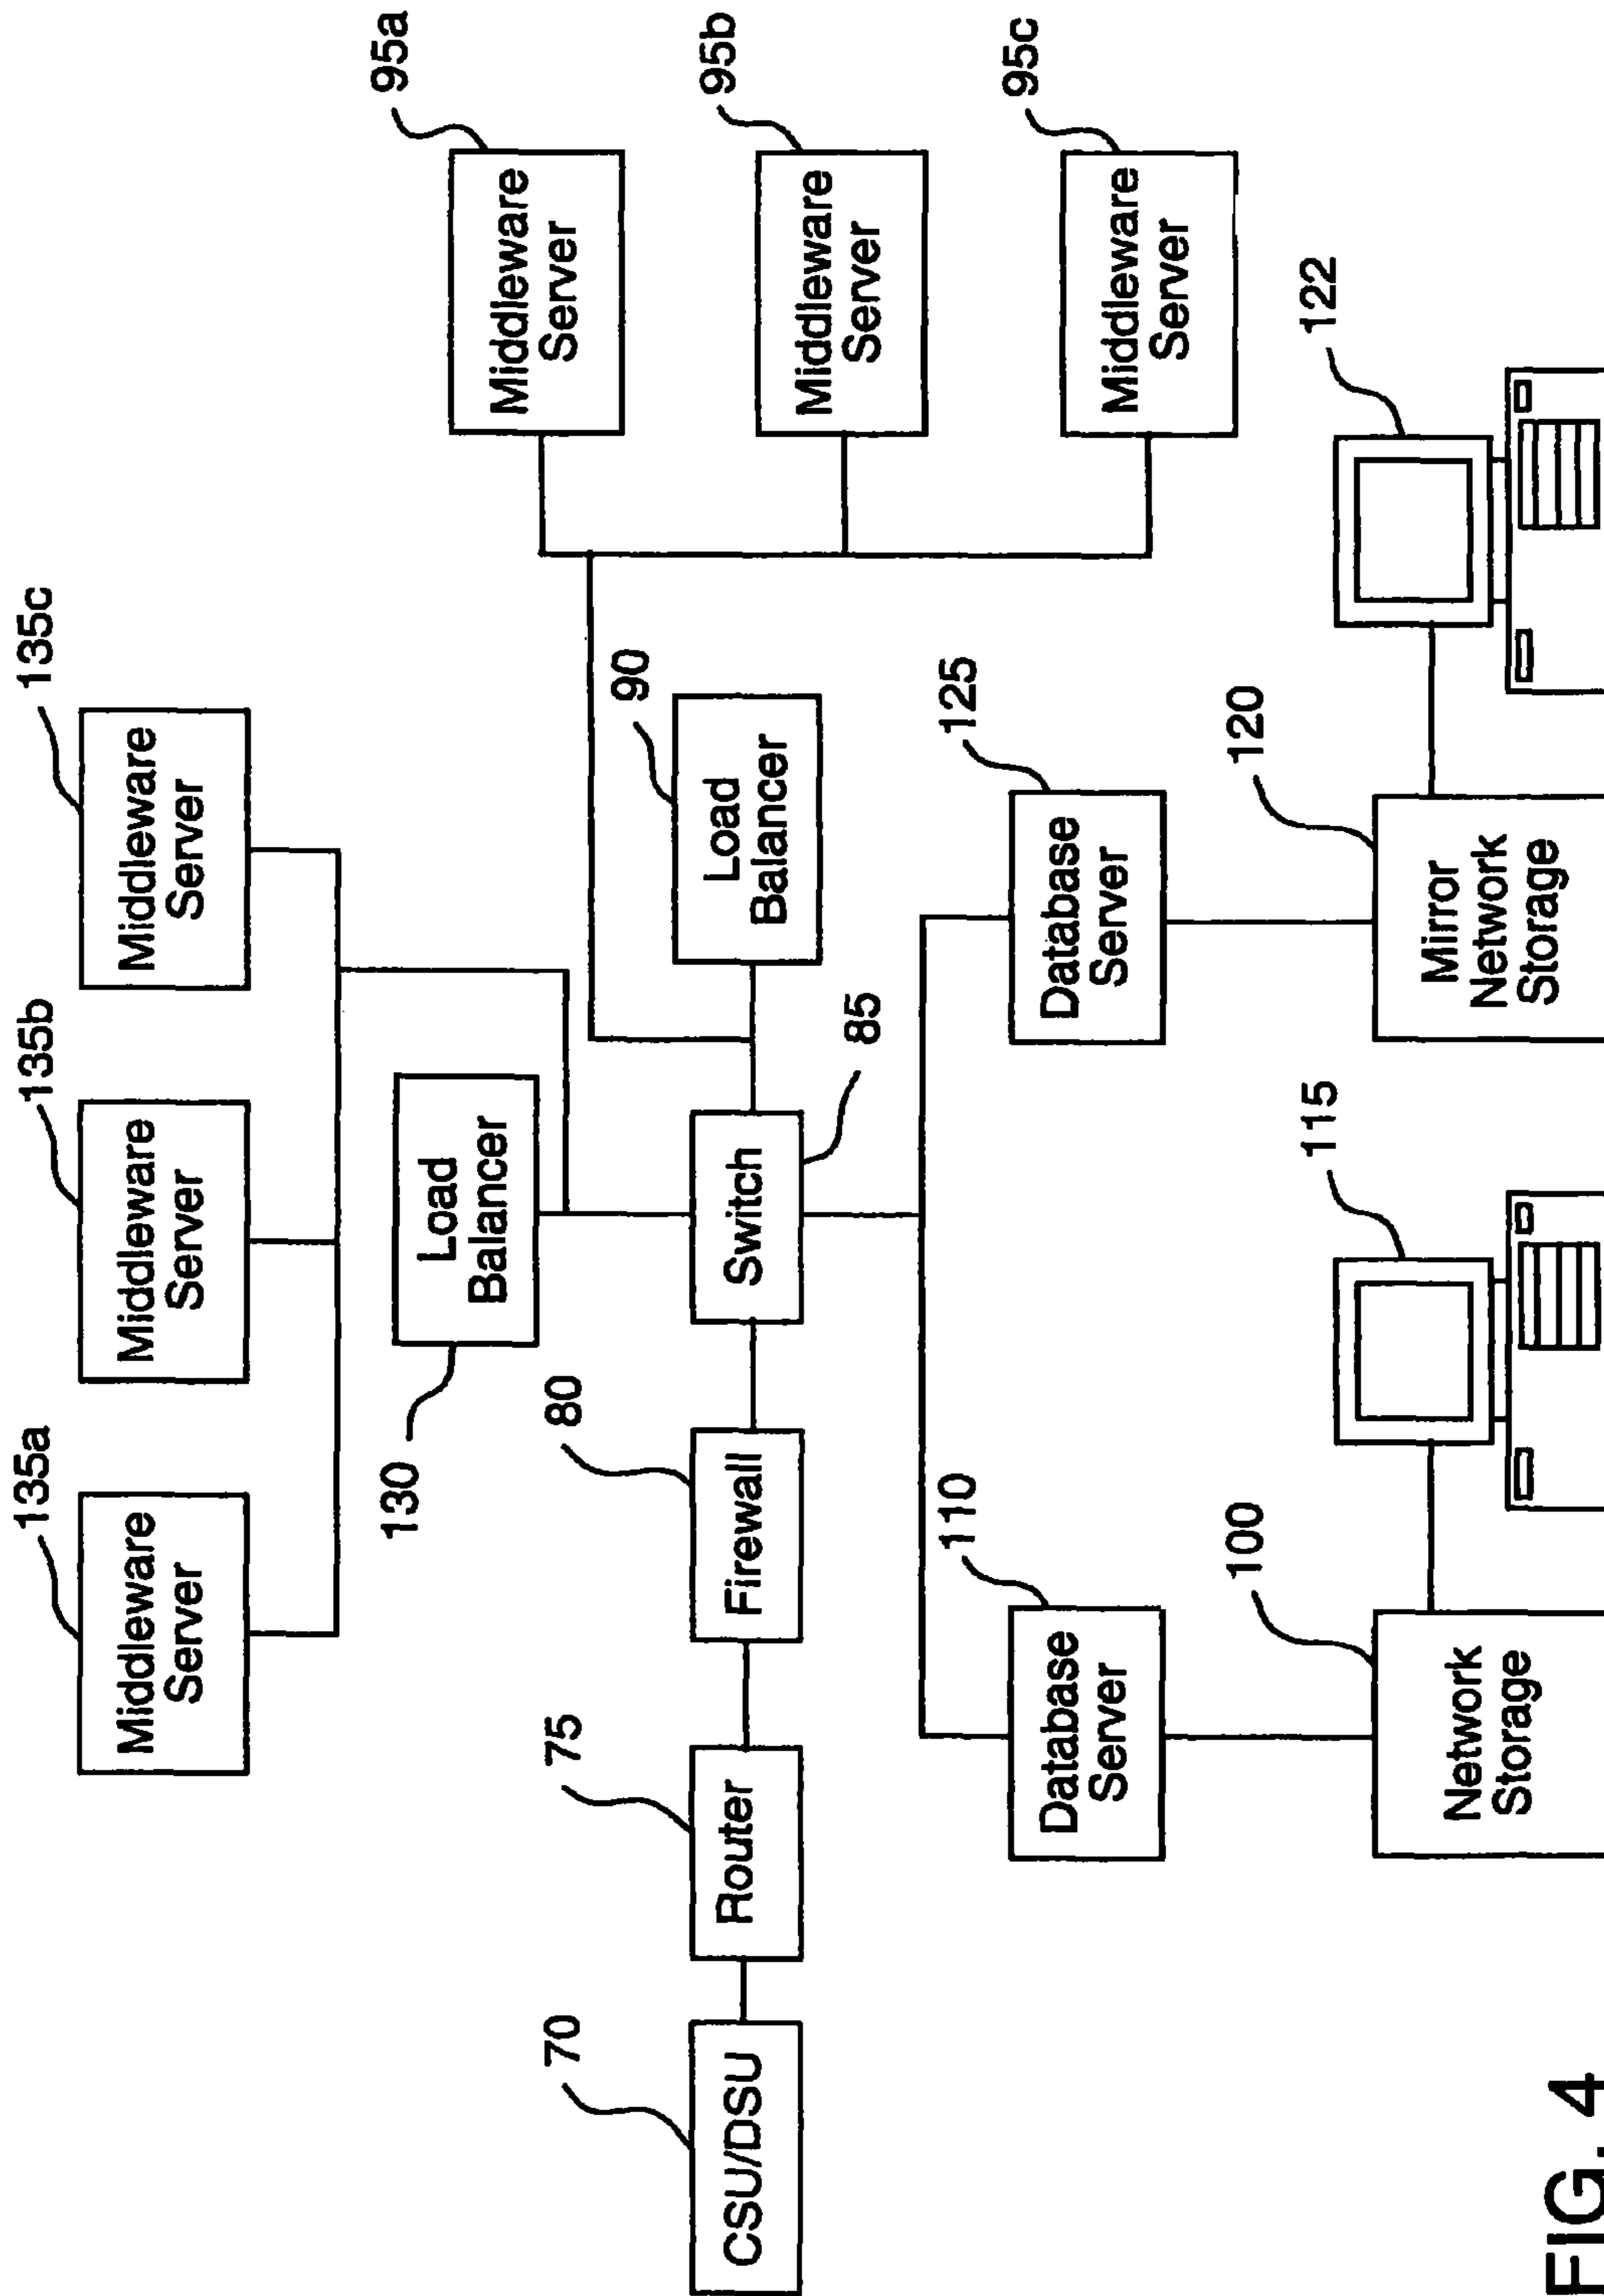 135a
135b
135c
Middleware
Server
Middleware
Server
Middleware
Server
95a
Middleware
Server
95b
Middleware
Server
95c
Middleware
Server
130
Load
Balancer
90
Load
Balancer
70
CSU/DSU
75
Router
80
Firewall
Switch
85
110
Database
Server
125
Database
Server
100
Network
Storage
115
120
Mirror
Network
Storage
122
FIG. 4